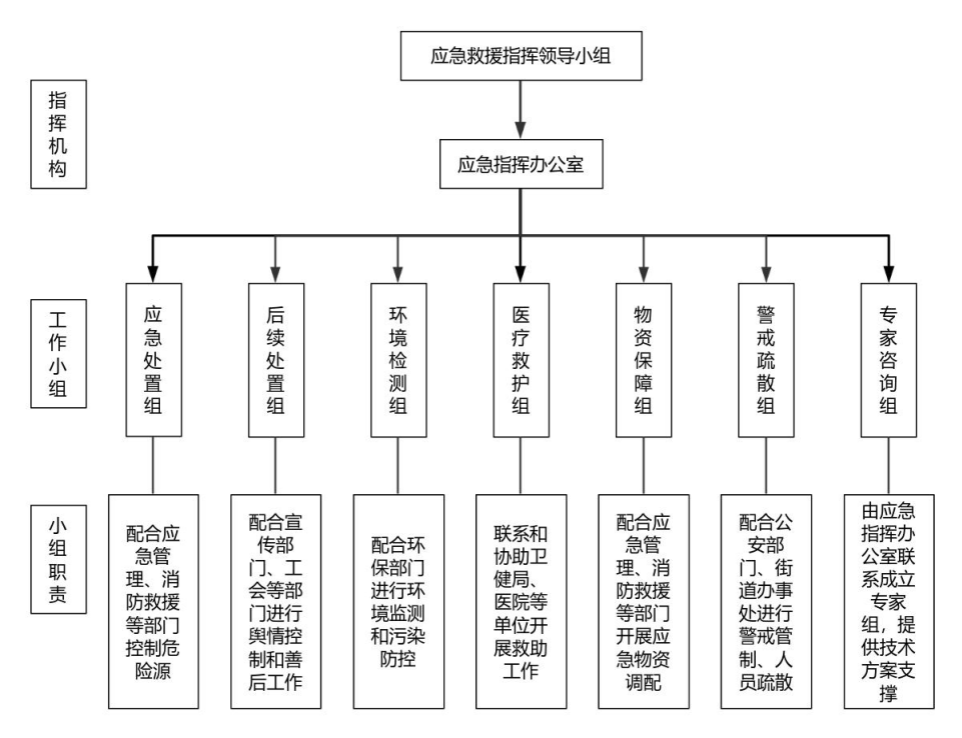 应急救援指挥领导小组
指
挥
机
构
应急指挥办公室
工
作
小
组
应
急
处
置
组
后
续
处
置
组
环
境
检
测
组
医
疗
救
护
组
物
资
保
障
组
警
戒
疏
散
组
专
家
咨
询
组
小
组
职
责
配合应
急管
理、消
防救援
等部门
控制危
险源
配合宣
传部
门、工
会等部
门进行
舆情控
制和善
后工作
配合环
保部门
进行环
境监测
和污染
防控
联系和
协助卫
健局、
医院等
单位开
展救助
工作
配合应
急管
理、消
防救援
等部门
开展应
急物资
调配
配合公
安部
门、街
道办事
处进行
警戒管
制、人
员疏散
由应急
指挥办
公室联
系成立
专家
组，提
供技术
方案支
撑